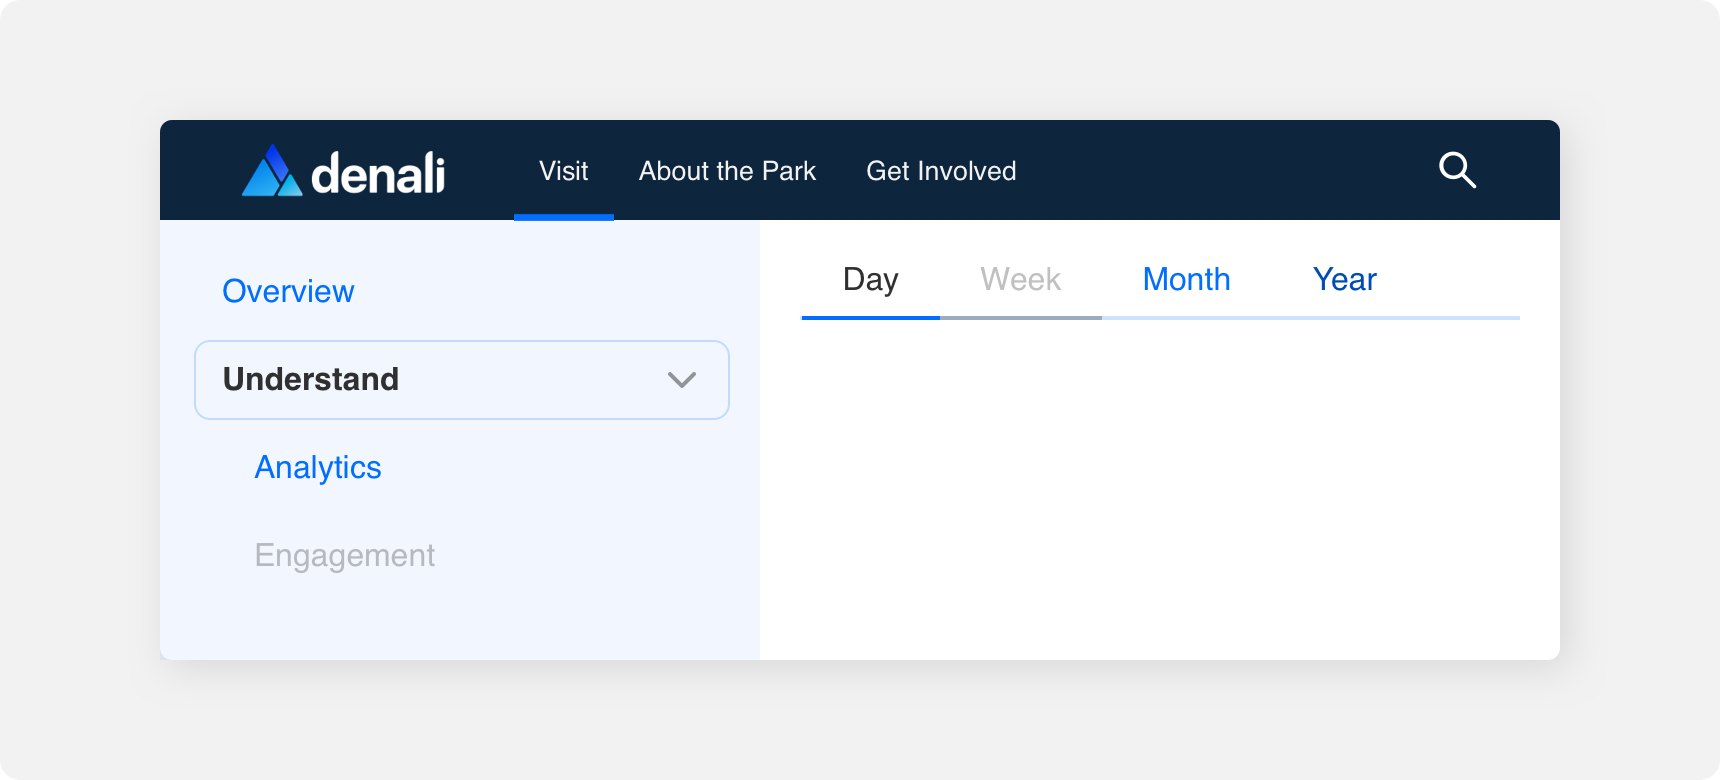 denali Visit About the Park Get Involved
Overview
Understand
Analytics
Engagement
Day Week Month Year